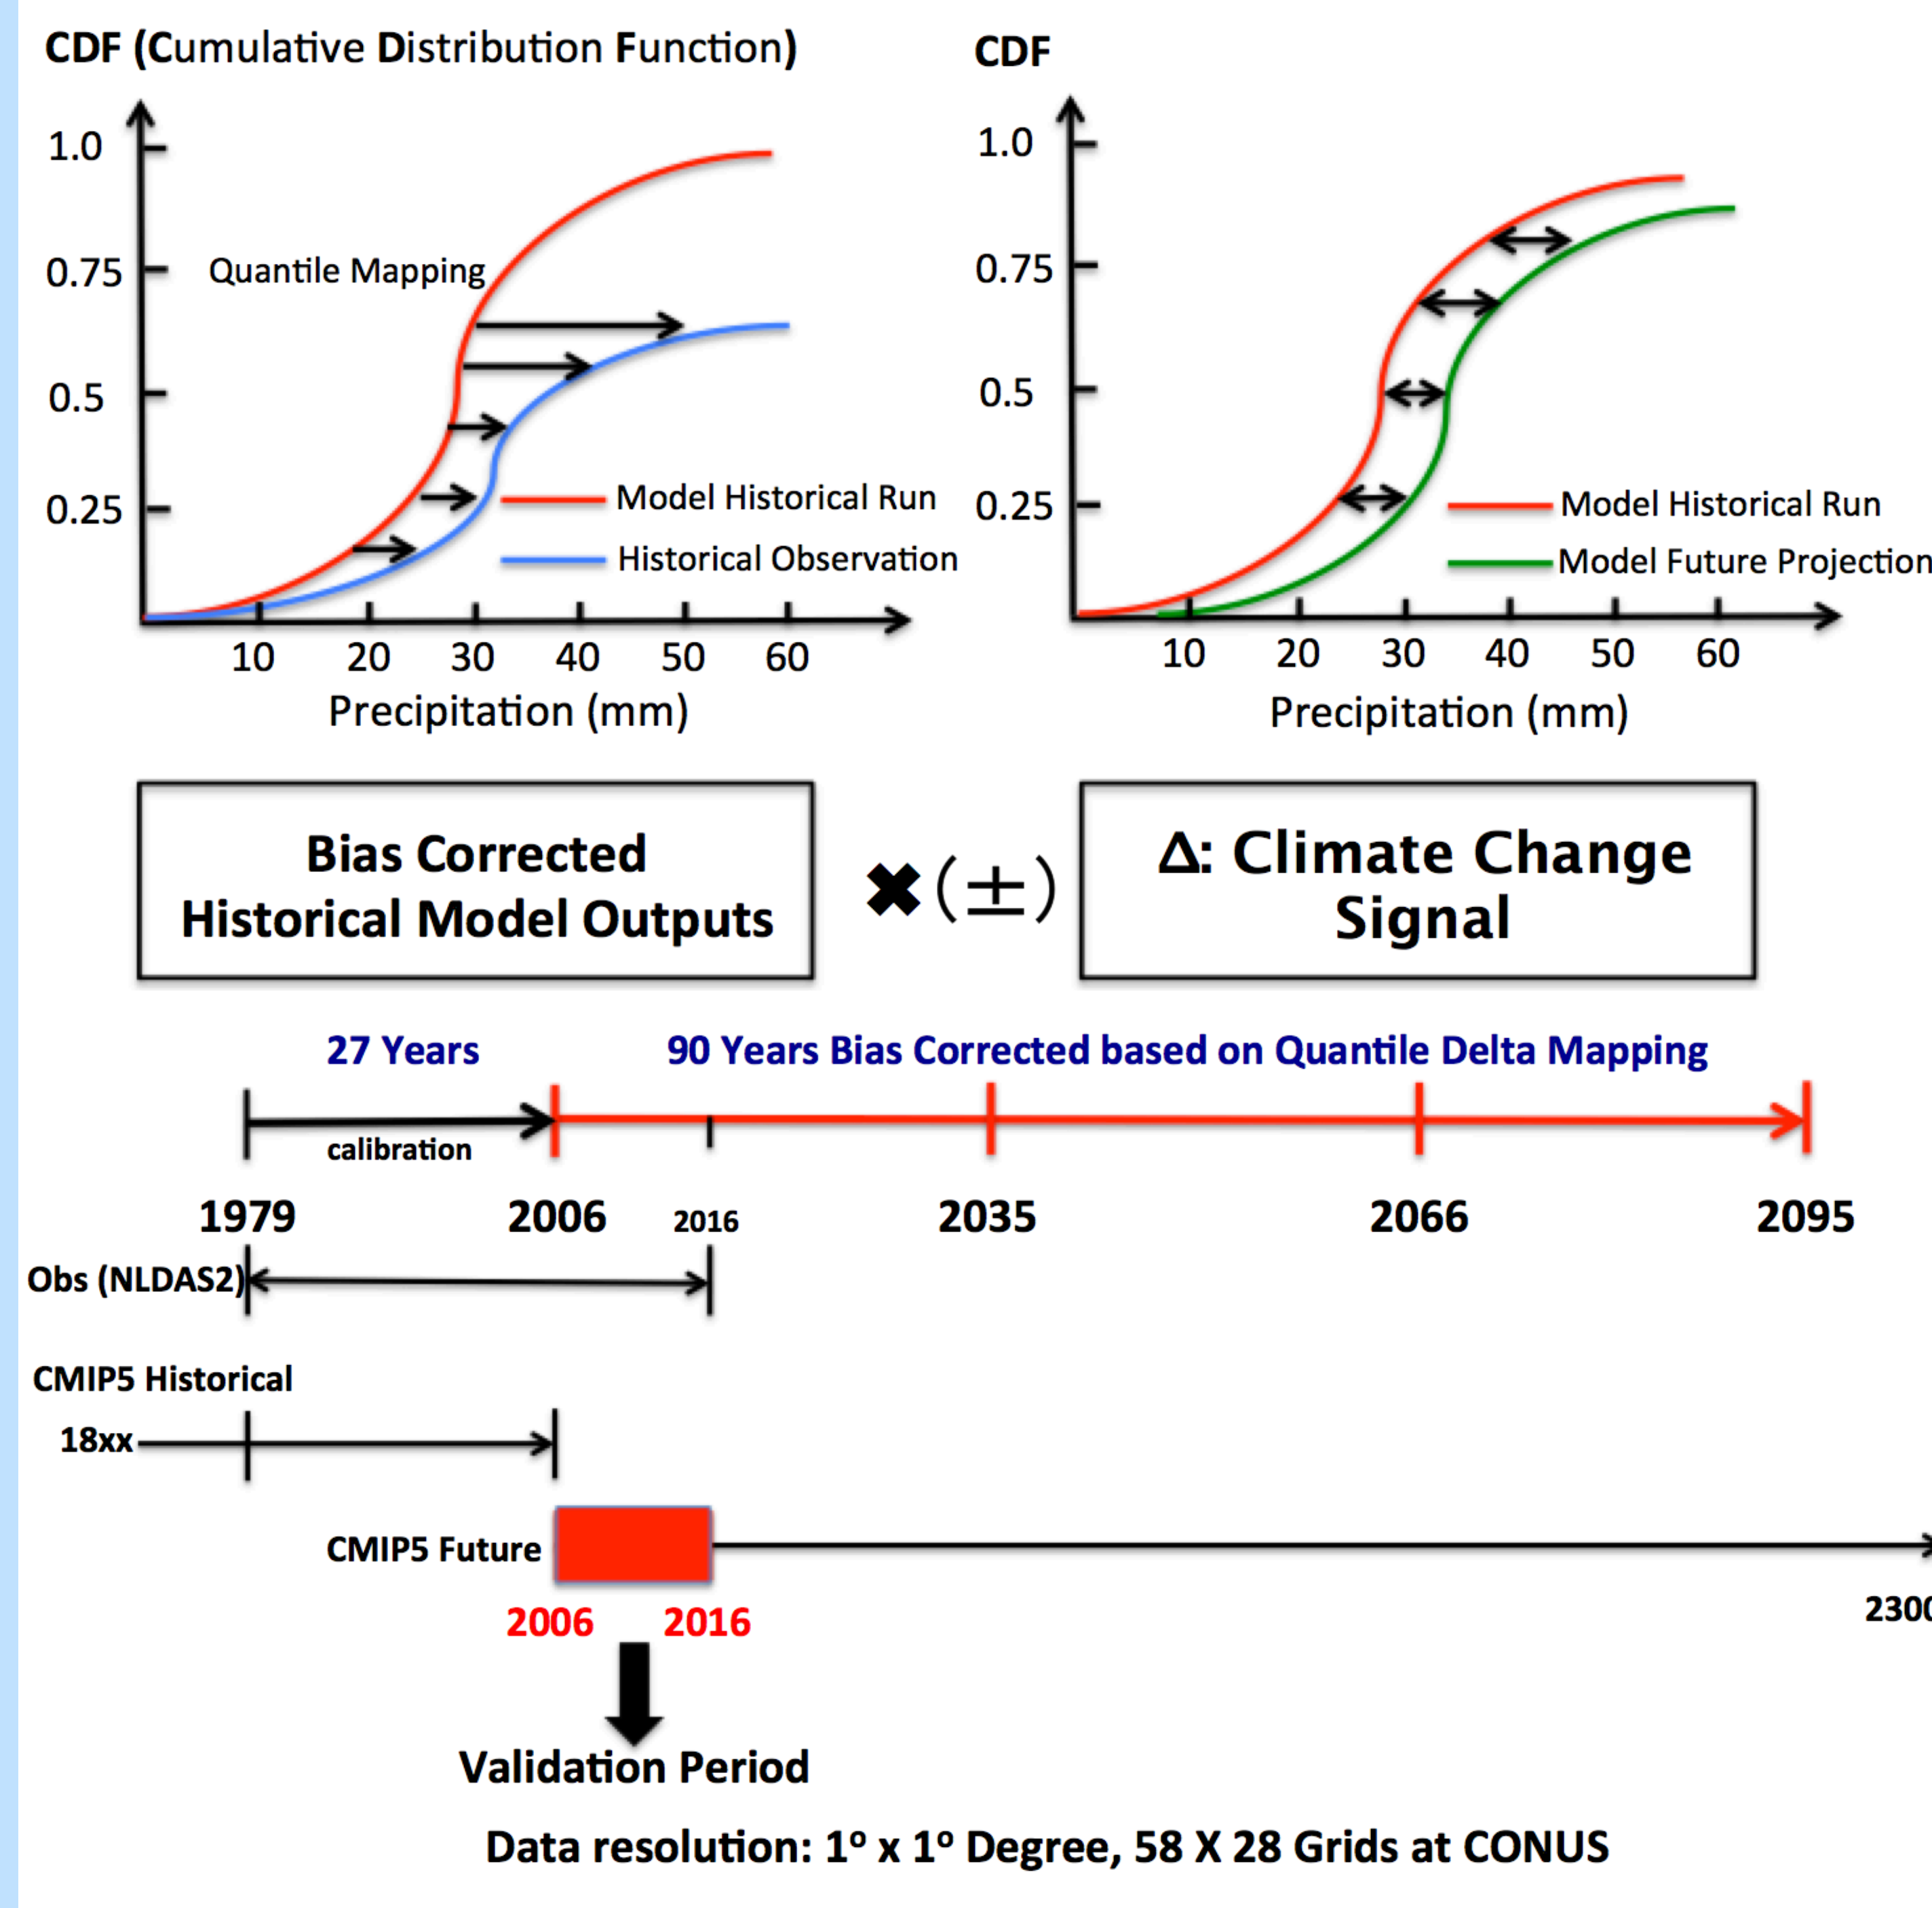 CDF (Cumulative Distribution Function)
1.0
0.75
0.5
0.25
Quantile Mapping
Model Historical Run
Historical Observation
10 20 30 40 50 60
Precipitation (mm)
CDF
1.0
0.75
0.5
0.25
Model Historical Run
Model Future Projection
10 20 30 40 50 60
Precipitation (mm)
Bias Corrected
Historical Model Outputs
✖(±)
Δ: Climate Change
Signal
27 Years
90 Years Bias Corrected based on Quantile Delta Mapping
calibration
1979 2006 2016 2035 2066 2095
Obs (NLDAS2)
CMIP5 Historical
18xx
CMIP5 Future
2300
2006 2016
Validation Period
Data resolution: 1º x 1º Degree, 58 X 28 Grids at CONUS